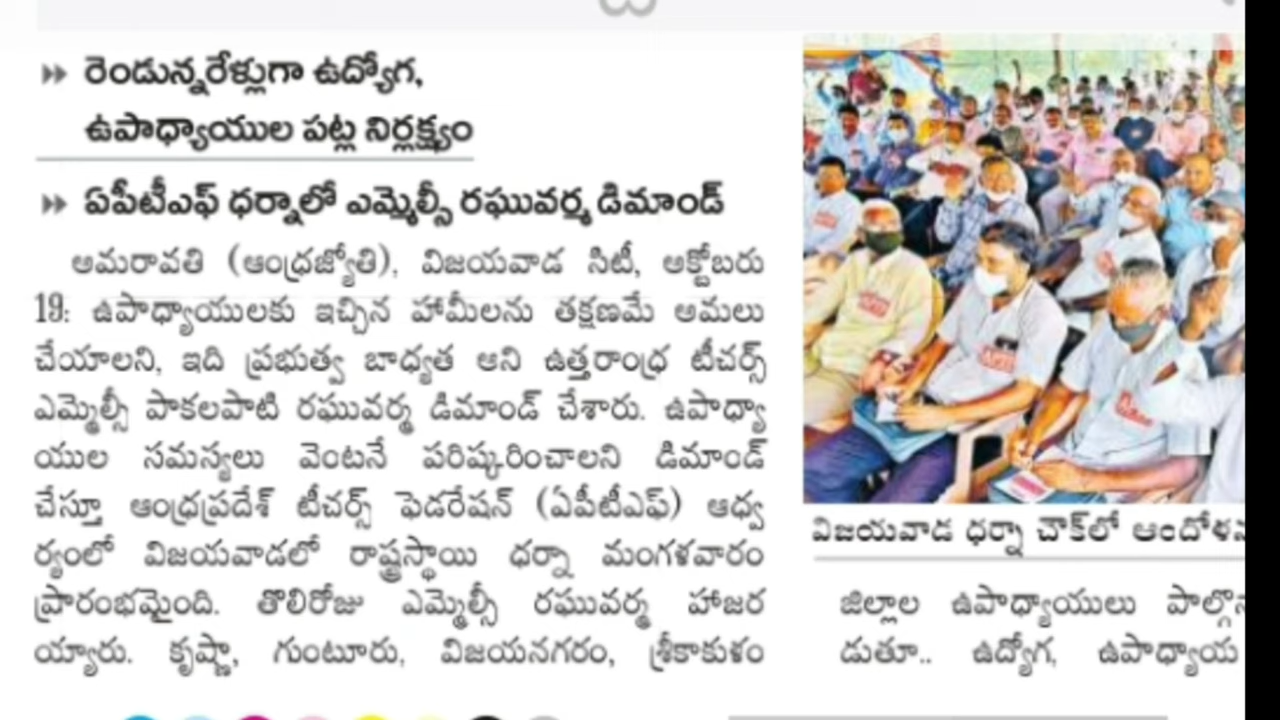 రెండున్నరేళ్లుగా ఉద్యోగ,
ఉపాధ్యాయుల పట్ల నిర్లక్ష్యం
ఏపీటీఎఫ్ ధర్నాలో ఎమ్మెల్సీ రఘువర్మ డిమాండ్
అమరావతి (ఆంధ్రజ్యోతి), విజయవాడ సిటీ, అక్టోబరు
19: ఉపాధ్యాయులకు ఇచ్చిన హామీలను తక్షణమే అమలు
చేయాలని, ఇది ప్రభుత్వ బాధ్యత అని ఉత్తరాంధ్ర టీచర్స్
ఎమ్మెల్సీ పాకలపాటి రఘువర్మ డిమాండ్ చేశారు. ఉపాధ్యా
యుల సమస్యలు వెంటనే పరిష్కరించాలని డిమాండ్
చేస్తూ ఆంధ్రప్రదేశ్ టీచర్స్ ఫెడరేషన్ (ఏపీటీఎఫ్) ఆధ్వ
ర్యంలో విజయవాడలో రాష్ట్రస్థాయి ధర్నా మంగళవారం
ప్రారంభమైంది. తొలిరోజు ఎమ్మెల్సీ రఘువర్మ హాజర
య్యారు. కృష్ణా, గుంటూరు, విజయనగరం, శ్రీకాకుళం
విజయవాడ ధర్నా చౌక్‌లో
జిల్లాల ఉపాధ్యాయులు
డుతూ.. ఉద్యోగ, ఉపాధ్యాయ